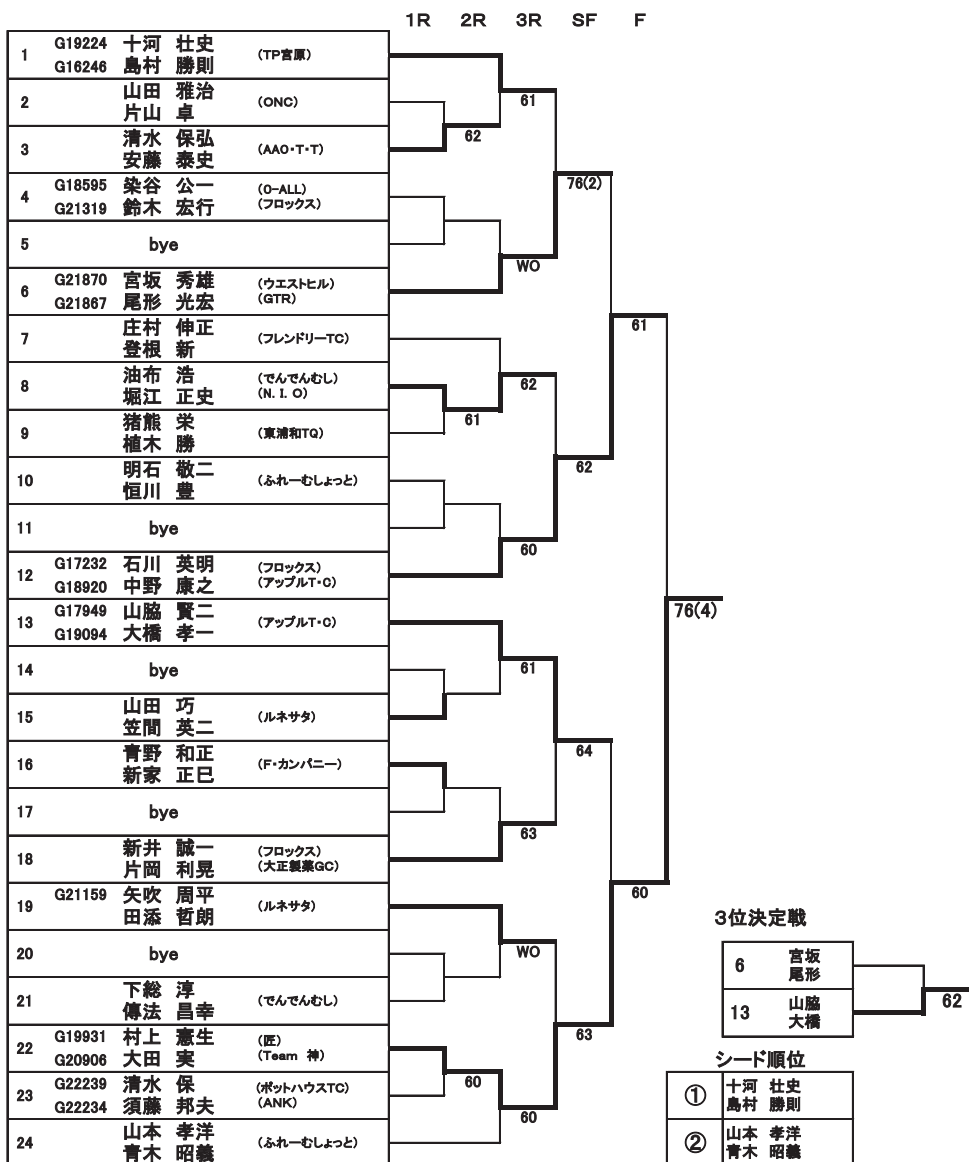 1R 2R 3R SF F
1 G19224 十河 壮史 (TP宮原)
G16246 島村 勝則
61
2 山田 雅治 (ONC)
片山 卓
62
3 清水 保弘 (AAO・T・T)
安藤 泰史
76(2)
4 G18595 染谷 公一 (O-ALL)
G21319 鈴木 宏行 (フロックス)
5 bye
WO
6 G21870 宮坂 秀雄 (ウエストヒル)
G21867 尾形 光宏 (GTR)
61
7 庄村 伸正 (フレンドリーTC)
登根 新
8 油布 浩 (でんでんむし)
堀江 正史 (N.I.O)
62
61
9 猪熊 栄 (東浦和TQ)
植木 勝
62
10 明石 敬二 (ふれーむしょっと)
恒川 豊
11 bye
60
12 G17232 石川 英明 (フロックス)
G18920 中野 康之 (アップルT・C)
76(4)
13 G17949 山脇 賢二 (アップルT・C)
G19094 大橋 孝一
61
14 bye
15 山田 巧 (ルネサタ)
笠間 英二
64
16 青野 和正 (F・カンパニー)
新家 正巳
17 bye
63
18 新井 誠一 (フロックス)
片岡 利晃 (大正製薬GC)
60
19 G21159 矢吹 周平 (ルネサタ)
田添 哲朗
WO
20 bye
21 下総 淳 (でんでんむし)
傳法 昌幸
63
22 G19931 村上 憲生 (匠)
G20906 大田 実 (Team 神)
60
23 G22239 清水 保 (ポットハウスTC)
G22234 須藤 邦夫 (ANK)
60
24 山本 孝洋 (ふれーむしょっと)
青木 昭義
3位決定戦
6 宮坂
尾形
62
13 山脇
大橋
シード順位
① 十河 壮史
島村 勝則
② 山本 孝洋
青木 昭義